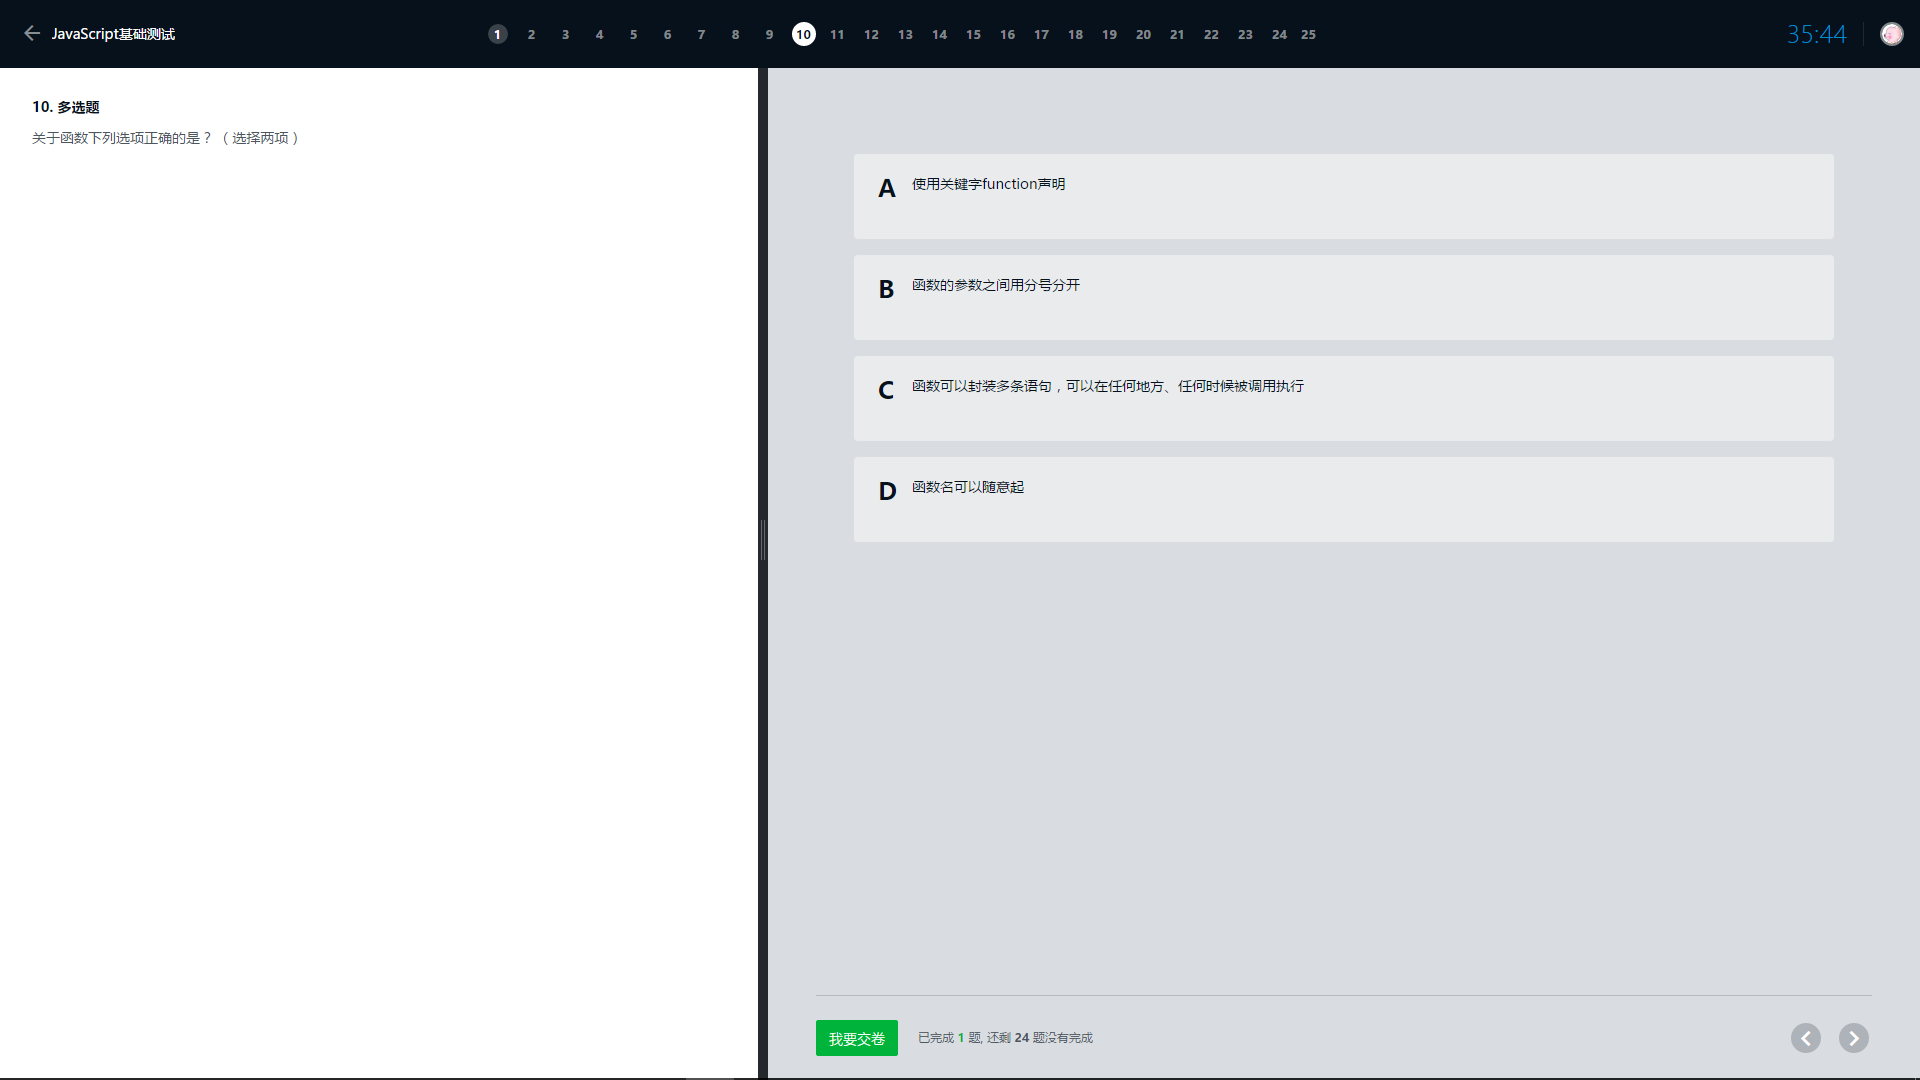 JavaScript基础测试
1 2 3 4 5 6 7 8 9 10 11 12 13 14 15 16 17 18 19 20 21 22 23 24 25
35:44
10. 多选题
关于函数下列选项正确的是？（选择两项）
A 使用关键字function声明
B 函数的参数之间用分号分开
C 函数可以封装多条语句，可以在任何地方、任何时候被调用执行
D 函数名可以随意起
我要交卷
已完成 1 题, 还剩 24 题没有完成